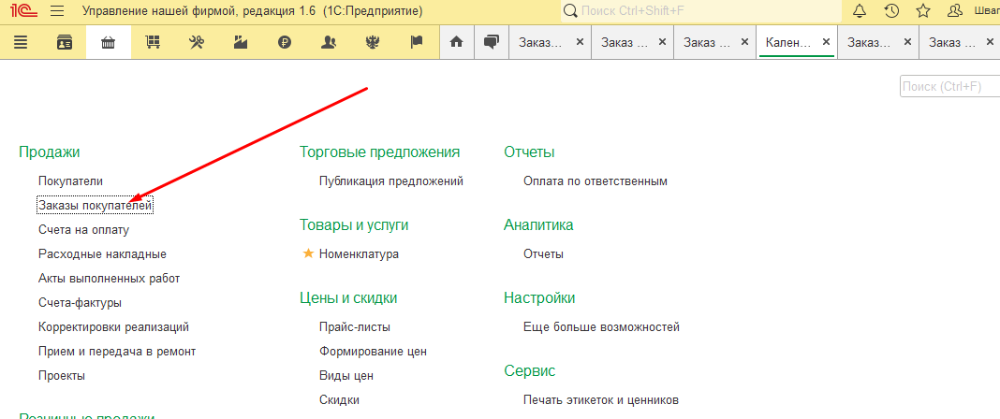 1С Управление нашей фирмой, редакция 1.6 (1С:Предприятие) Поиск Ctrl+Shift+F Швап
Заказ... Заказ ... Заказ ... Кален... Заказ... Заказ ...
Поиск (Ctrl+F)
Продажи
Покупатели
Заказы покупателей
Счета на оплату
Расходные накладные
Акты выполненных работ
Счета-фактуры
Корректировки реализаций
Прием и передача в ремонт
Проекты
Розничные продажи
Торговые предложения
Публикация предложений
Товары и услуги
Номенклатура
Цены и скидки
Прайс-листы
Формирование цен
Виды цен
Скидки
Отчеты
Оплата по ответственным
Аналитика
Отчеты
Настройки
Еще больше возможностей
Сервис
Печать этикеток и ценников